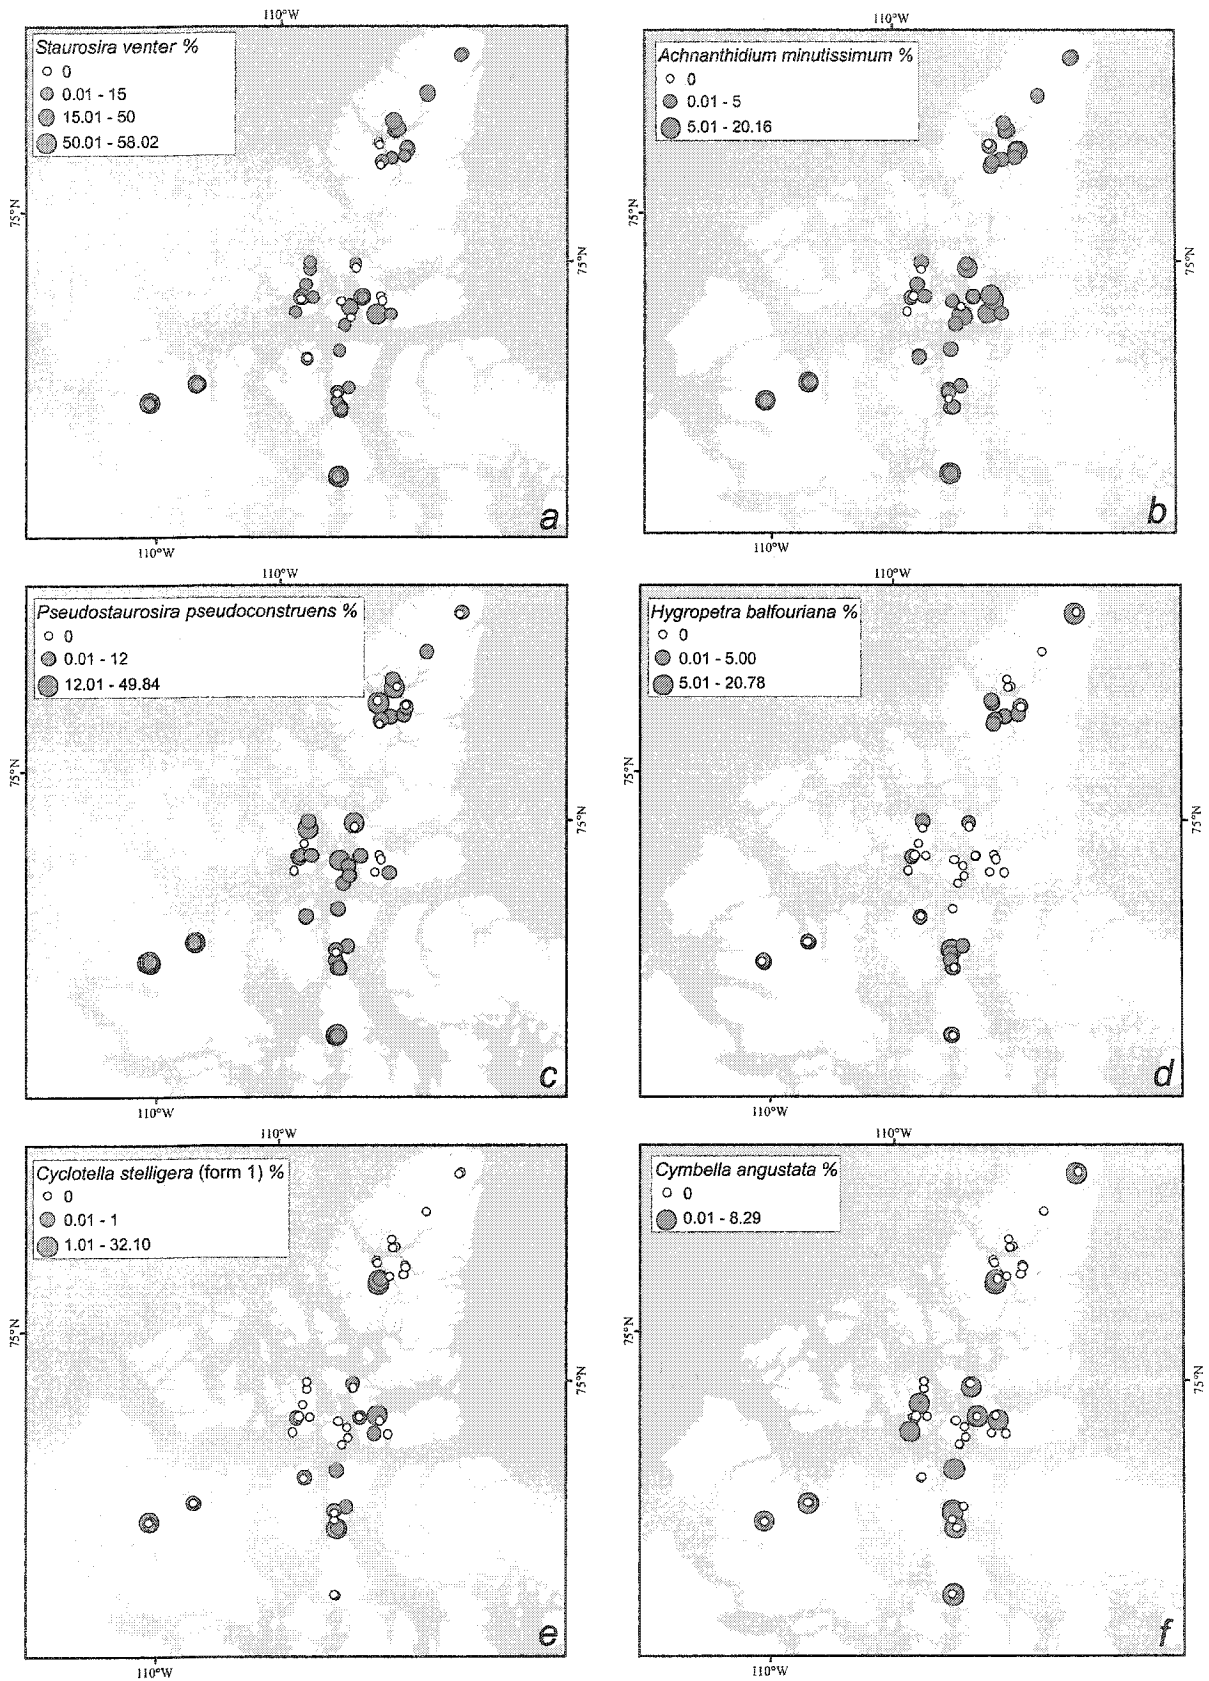 110°W
Staurosira venter %
0
0.01 - 15
15.01 - 50
50.01 - 58.02
75°N
75°N
a
110°W
110°W
Achnanthidium minutissimum %
0
0.01 - 5
5.01 - 20.16
75°N
75°N
b
110°W
110°W
Pseudostaurosira pseudoconstruens %
0
0.01 - 12
12.01 - 49.84
75°N
75°N
c
110°W
110°W
Hygropetra balfouriana %
0
0.01 - 5.00
5.01 - 20.78
75°N
75°N
d
110°W
110°W
Cyclotella stelligera (form 1) %
0
0.01 - 1
1.01 - 32.10
75°N
75°N
e
110°W
110°W
Cymbella angustata %
0
0.01 - 8.29
75°N
75°N
f
110°W